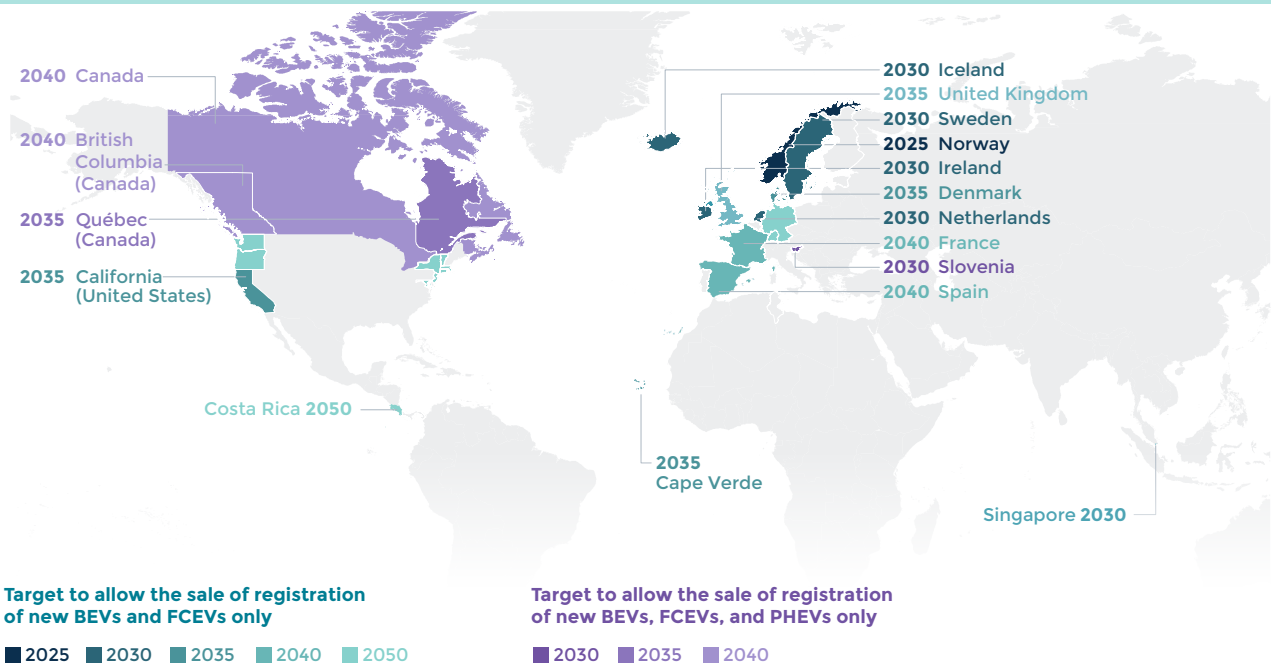 2040 Canada
2040 British
Columbia
(Canada)
2035 Québec
(Canada)
2035 California
(United States)
Costa Rica 2050
2030 Iceland
2035 United Kingdom
2030 Sweden
2025 Norway
2030 Ireland
2035 Denmark
2030 Netherlands
2040 France
2030 Slovenia
2040 Spain
2035
Cape Verde
Singapore 2030
Target to allow the sale of registration
of new BEVs and FCEVs only
2025 2030 2035 2040 2050
Target to allow the sale of registration
of new BEVs, FCEVs, and PHEVs only
2030 2035 2040